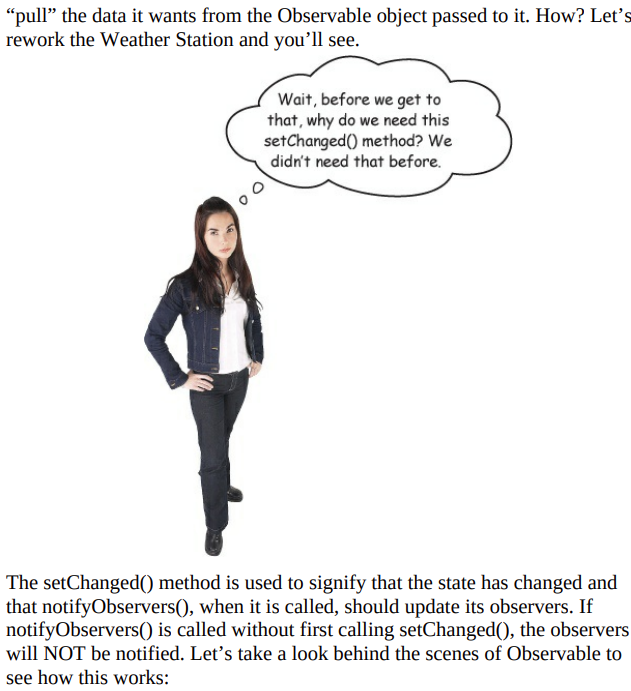 “pull” the data it wants from the Observable object passed to it. How? Let’s
rework the Weather Station and you’ll see.
Wait, before we get to
that, why do we need this
setChanged() method? We
didn’t need that before.
The setChanged() method is used to signify that the state has changed and
that notifyObservers(), when it is called, should update its observers. If
notifyObservers() is called without first calling setChanged(), the observers
will NOT be notified. Let’s take a look behind the scenes of Observable to
see how this works: